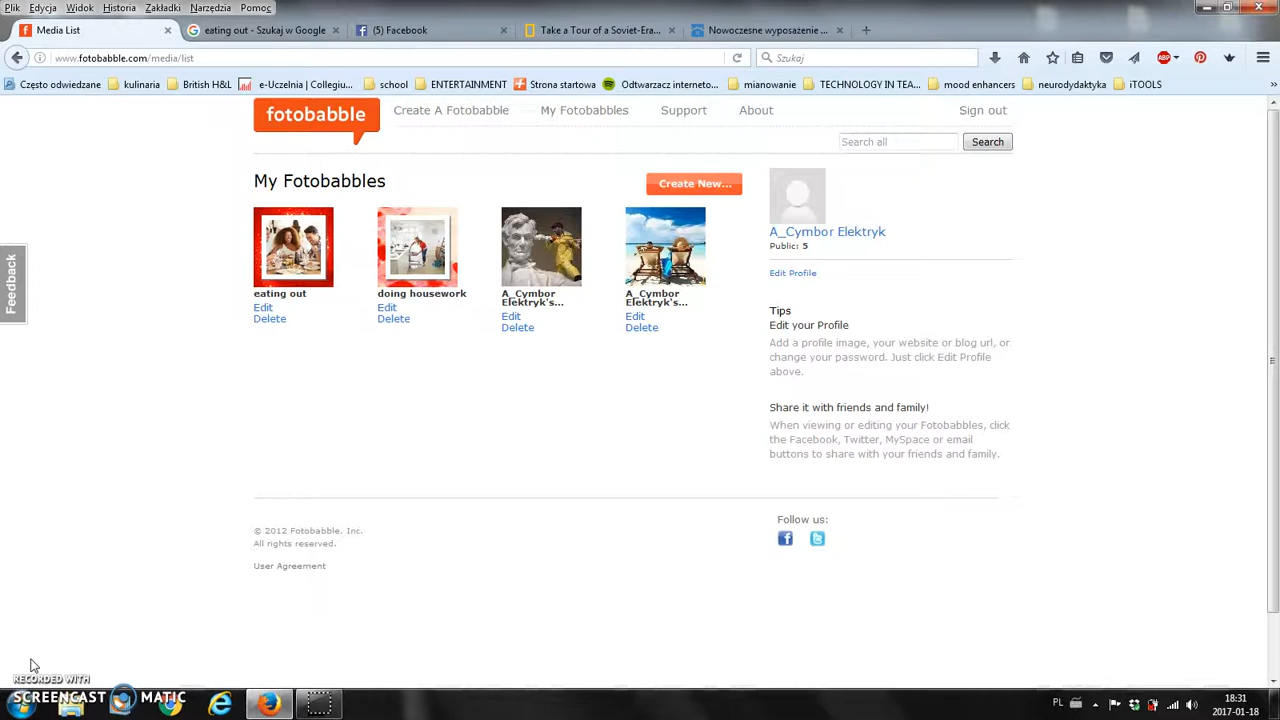 Plik Edycja Widok Historia Zakładki Narzędzia Pomoc
Media List
eating out - Szukaj w Google
(5) Facebook
Take a Tour of a Soviet-Era...
Nowoczesne wyposażenie ...
www.fotobabble.com/media/list
Szukaj
ABP
Często odwiedzane kulinaria British H&L e-Uczelnia | Collegiu... school ENTERTAINMENT Strona startowa Odtwarzacz interneto... mianowanie TECHNOLOGY IN TEA... mood enhancers neurodydaktyka iTOOLS
fotobabble
Create A Fotobabble My Fotobabbles Support About Sign out
Search all Search
My Fotobabbles
Create New...
eating out
Edit
Delete
doing housework
Edit
Delete
A_Cymbor
Elektryk's...
Edit
Delete
A_Cymbor
Elektryk's...
Edit
Delete
A_Cymbor Elektryk
Public: 5
Edit Profile
Tips
Edit your Profile
Add a profile image, your website or blog url, or
change your password. Just click Edit Profile
above.
Share it with friends and family!
When viewing or editing your Fotobabbles, click
the Facebook, Twitter, MySpace or email
buttons to share with your friends and family.
Feedback
© 2012 Fotobabble, Inc.
All rights reserved.
User Agreement
Follow us:
RECORDED WITH
SCREENCAST MATIC
PL
18:31
2017-01-18